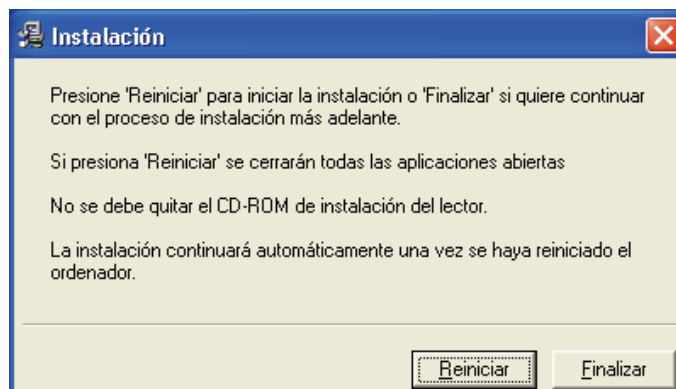 Instalación
Presione 'Reiniciar' para iniciar la instalación o 'Finalizar' si quiere continuar
con el proceso de instalación más adelante.
Si presiona 'Reiniciar' se cerrarán todas las aplicaciones abiertas
No se debe quitar el CD-ROM de instalación del lector.
La instalación continuará automáticamente una vez se haya reiniciado el
ordenador.
Reiniciar Finalizar